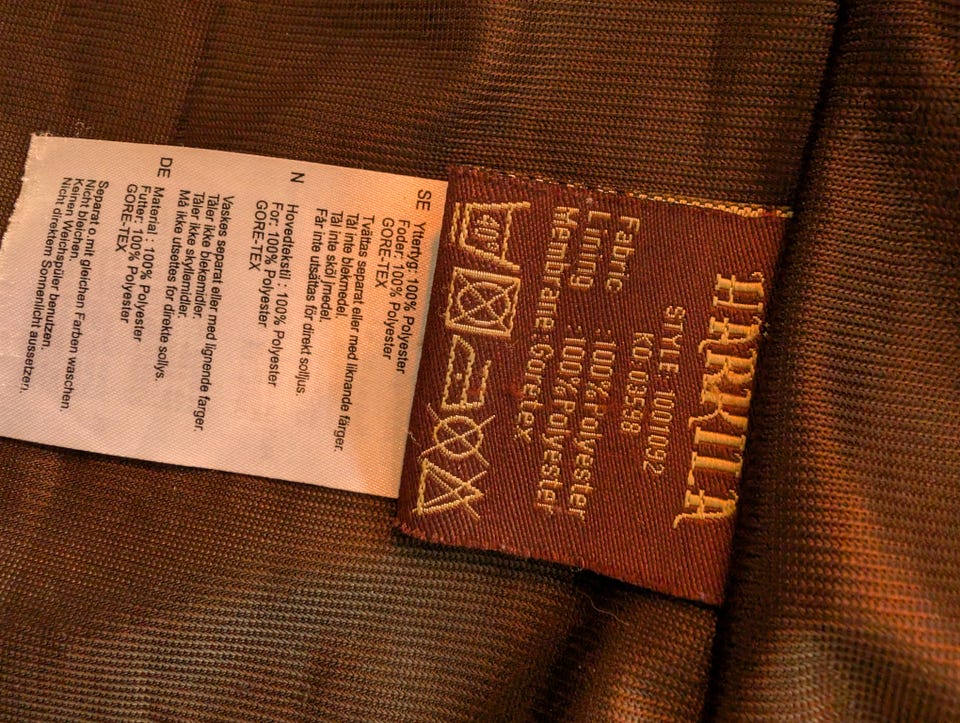 HARKILA
STYLE :1001092
KO 03598
Fabric :100% Polyester
Lining :100% Polyester
Membrane Goretex
40°
SE Yttertyg: 100% Polyester
Foder: 100% Polyester
GORE-TEX
Tvättas separat eller med liknande färger.
Tål inte blekmedel.
Tål inte skölj medel.
Får inte utsättas för direkt solljus.
N Hovedtekstil : 100% Polyester
For: 100% Polyester
GORE-TEX
Vaskes separat eller med lignende farger.
Tåler ikke blekemidler.
Tåler ikke skyllemidler.
Må ikke utsettes for direkte sollys.
DE Material : 100% Polyester
Futter: 100% Polyester
GORE-TEX
Separat o.mit gleichen Farben waschen.
Nicht bleichen.
Keinen Weichspüler benutzen.
Nicht direktem Sonnenlicht aussetzen.